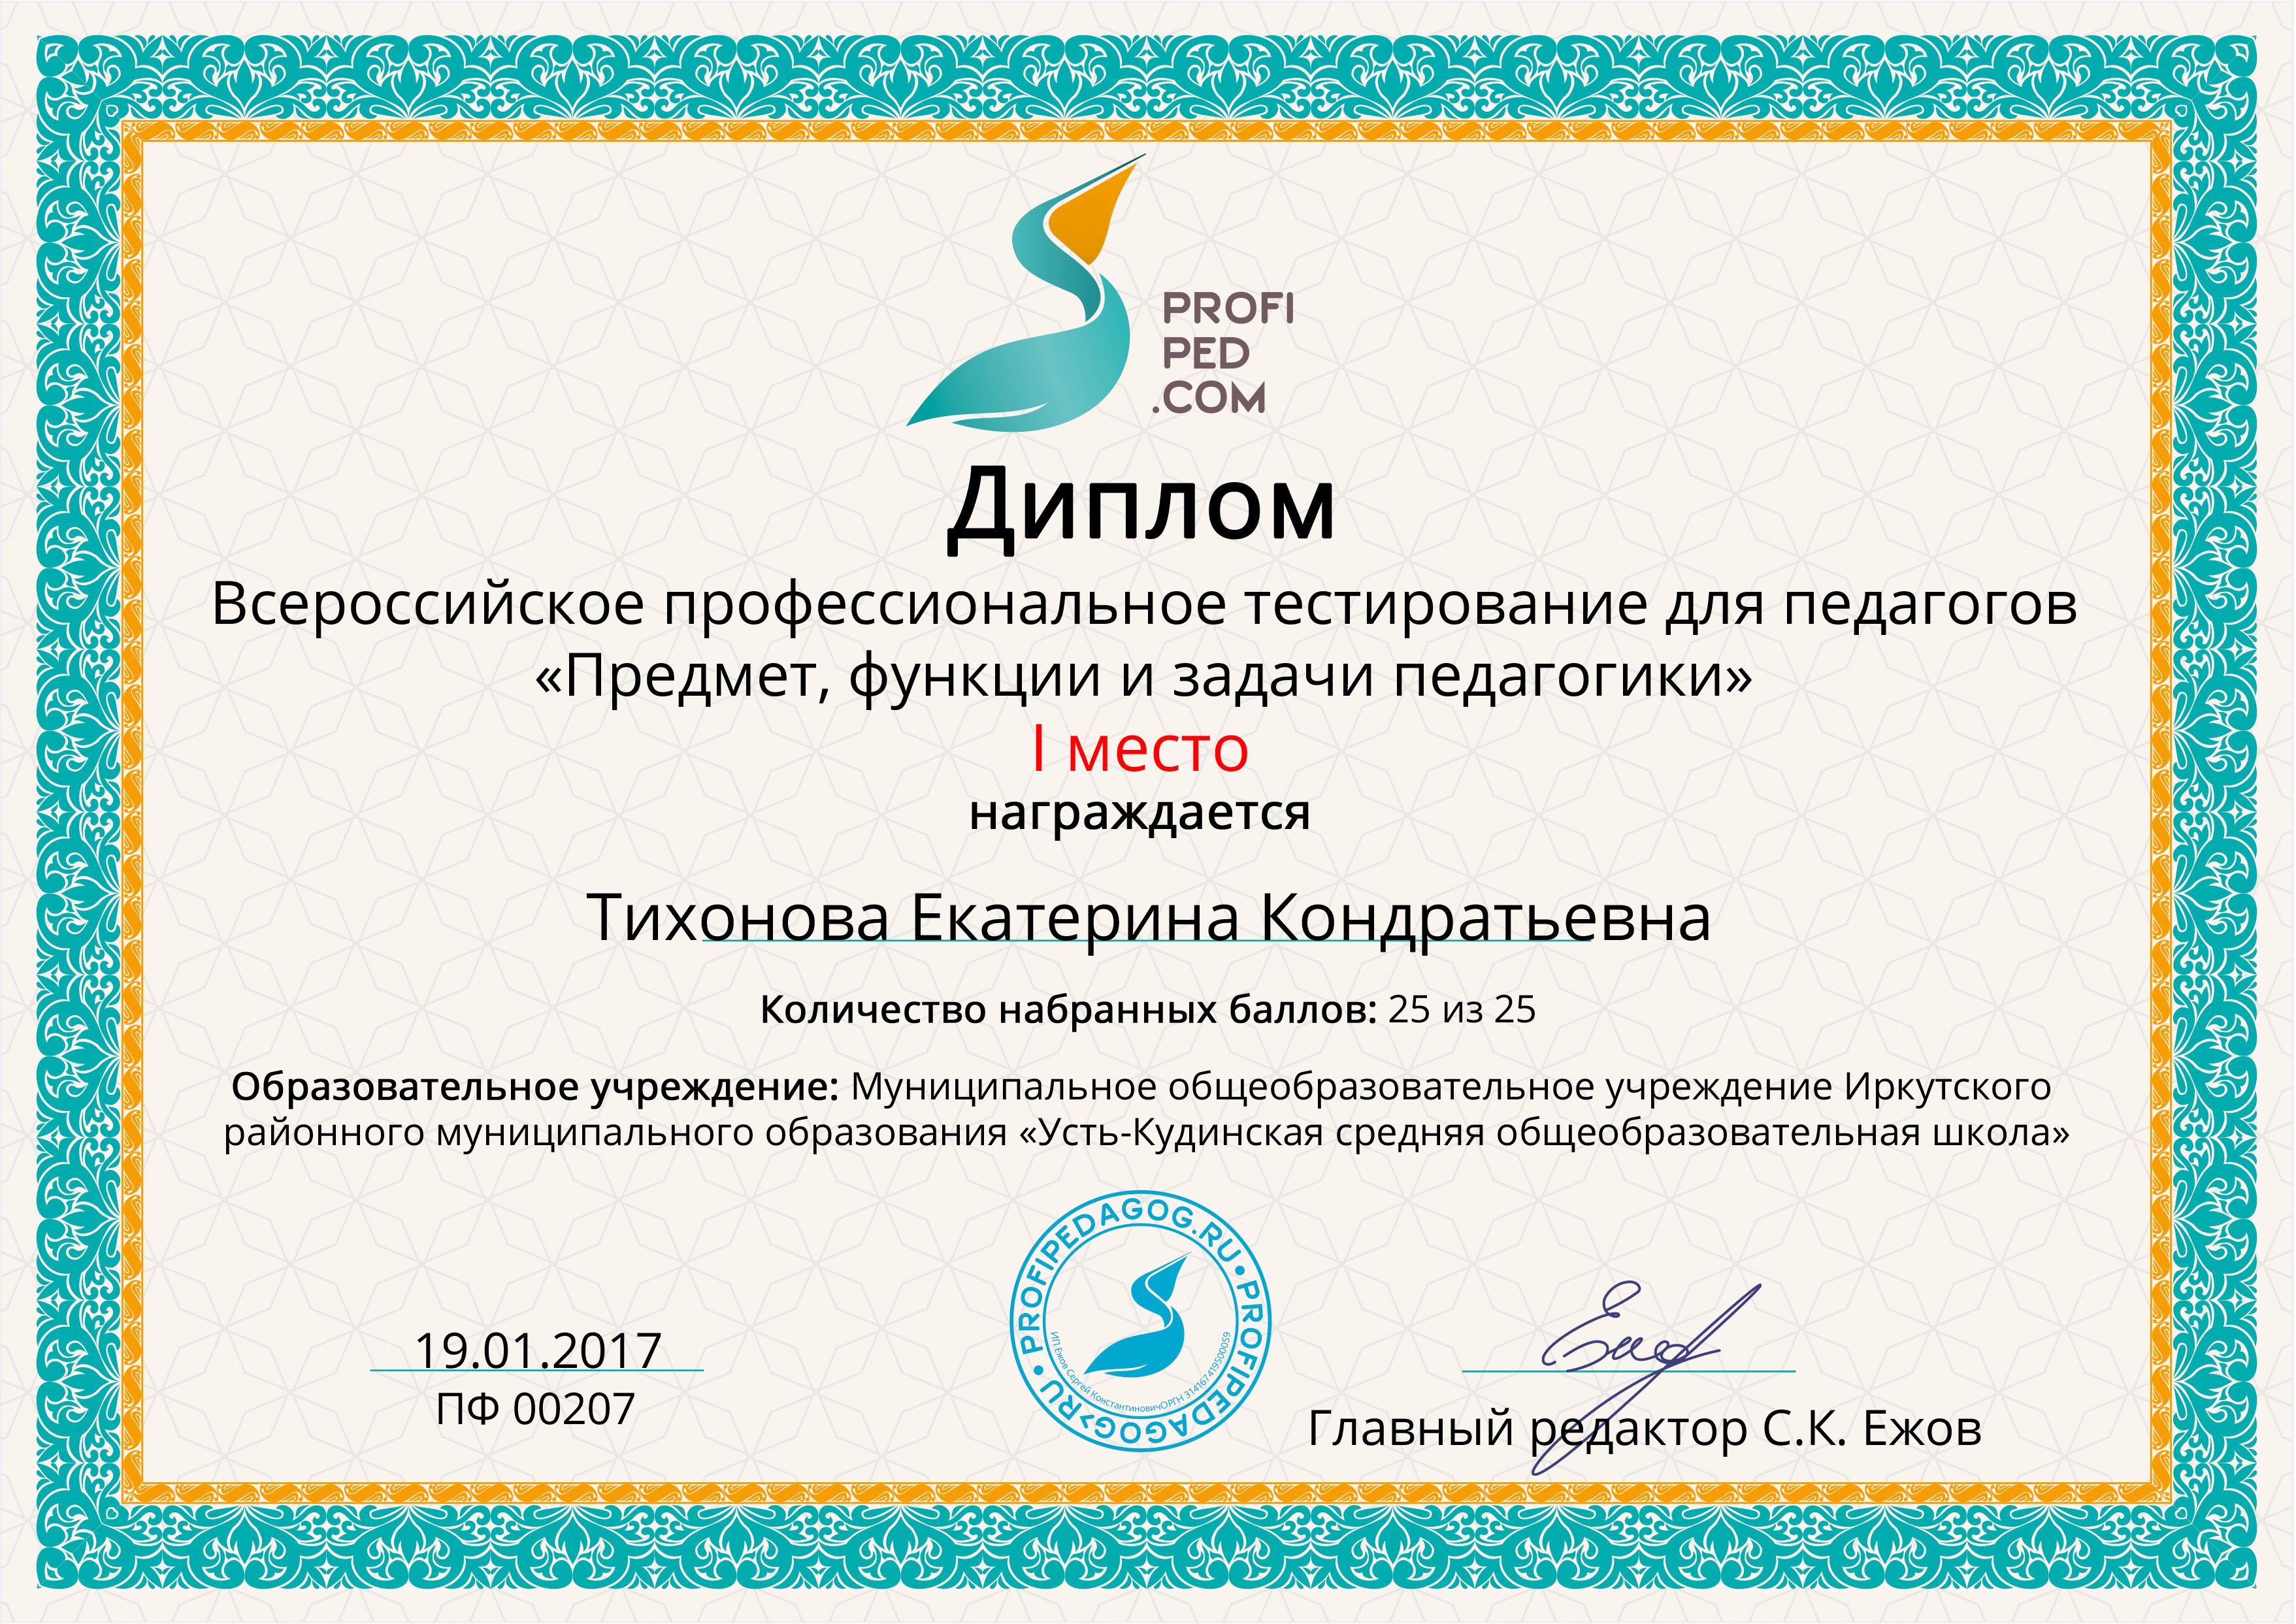 PROFI
PED
.COM
Диплом
Всероссийское профессиональное тестирование для педагогов
«Предмет, функции и задачи педагогики»
I место
награждается
Тихонова Екатерина Кондратьевна
Количество набранных баллов: 25 из 25
Образовательное учреждение: Муниципальное общеобразовательное учреждение Иркутского
районного муниципального образования «Усть-Кудинская средняя общеобразовательная школа»
PROFIPEDAGOG.RU • PROFIPEDAGOG.RU •
ИП Ежов Сергей Константинович ОРГН 314167419500059
19.01.2017
ПФ 00207
Главный редактор С.К. Ежов